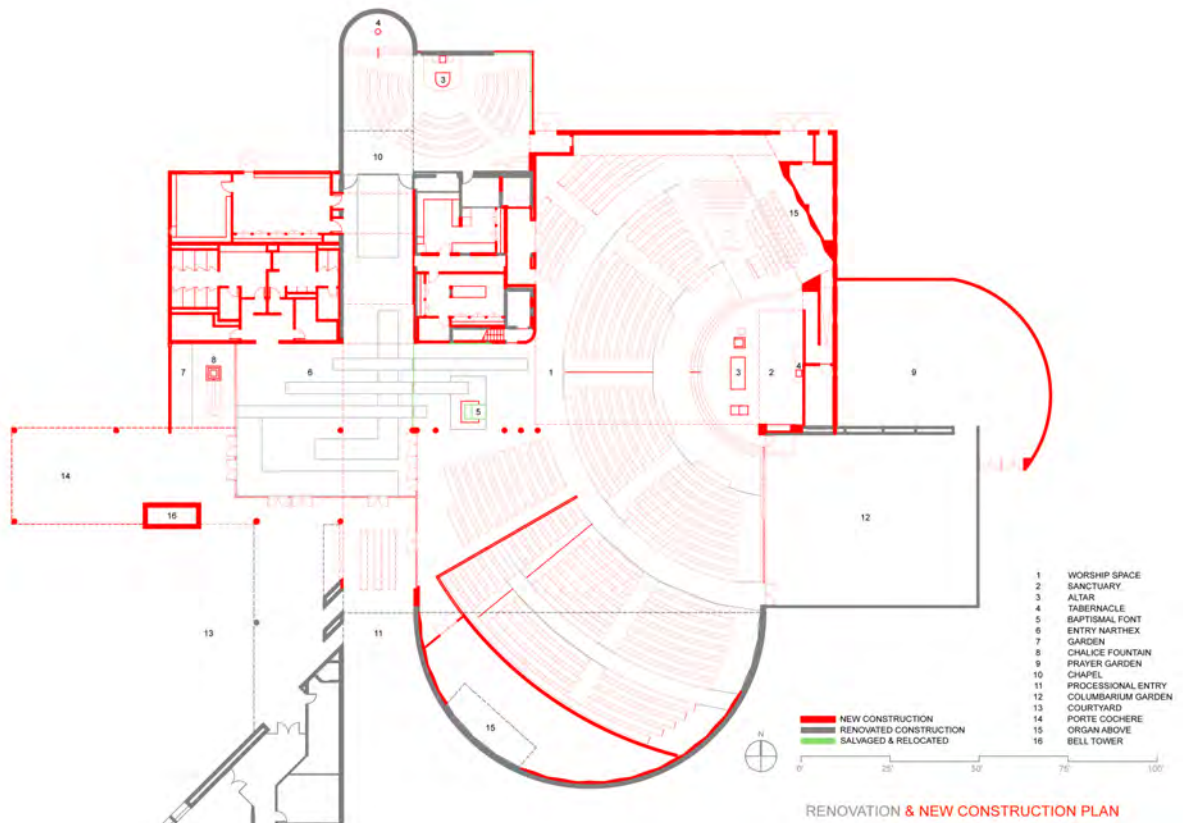 4
3
10
15
7
8
6
1
3
2
4
9
5
14
16
12
13
11
15
1 WORSHIP SPACE
2 SANCTUARY
3 ALTAR
4 TABERNACLE
5 BAPTISMAL FONT
6 ENTRY NARTHEX
7 GARDEN
8 CHALICE FOUNTAIN
9 PRAYER GARDEN
10 CHAPEL
11 PROCESSIONAL ENTRY
12 COLUMBARIUM GARDEN
13 COURTYARD
14 PORTE COCHERE
15 ORGAN ABOVE
16 BELL TOWER
NEW CONSTRUCTION
RENOVATED CONSTRUCTION
SALVAGED & RELOCATED
N
0' 25' 50' 75' 100'
RENOVATION & NEW CONSTRUCTION PLAN